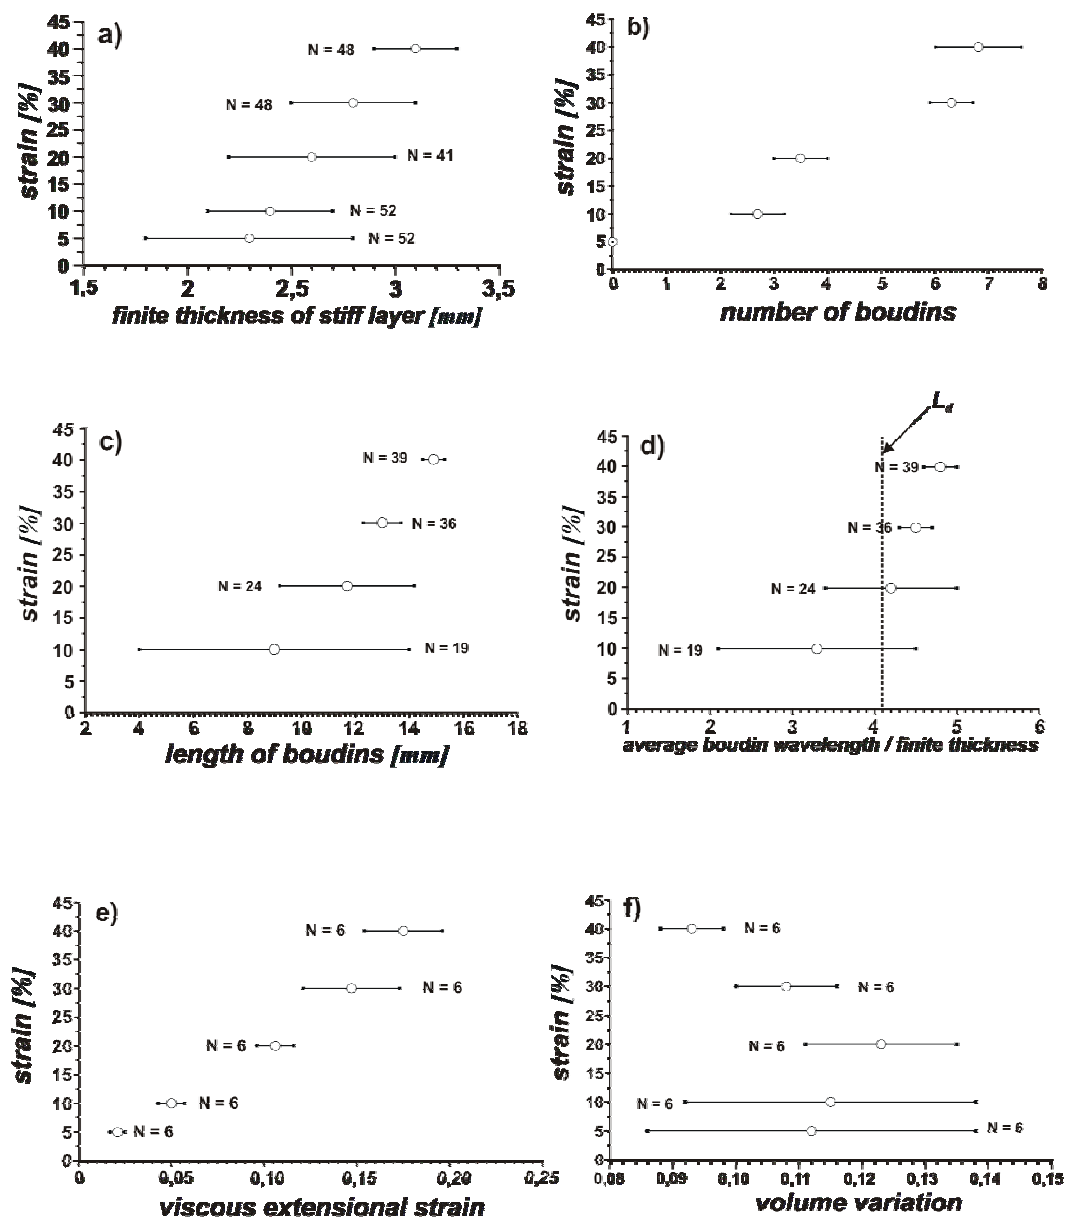 a)
45
40
35
30
25
20
15
10
5
0
strain [%]
N = 48
N = 48
N = 41
N = 52
N = 52
1,5 2 2,5 3 3,5
finite thickness of stiff layer [mm]
b)
45
40
35
30
25
20
15
10
5
0
strain [%]
0 1 2 3 4 5 6 7 8
number of boudins
c)
45
40
35
30
25
20
15
10
5
0
strain [%]
N = 39
N = 36
N = 24
N = 19
2 4 6 8 10 12 14 16 18
length of boudins [mm]
Ld
d)
45
40
35
30
25
20
15
10
5
0
strain [%]
N = 39
N = 36
N = 24
N = 19
1 2 3 4 5 6
average boudin wavelength / finite thickness
e)
45
40
35
30
25
20
15
10
5
0
strain [%]
N = 6
N = 6
N = 6
N = 6
N = 6
0 0,05 0,10 0,15 0,20 0,25
viscous extensional strain
f)
45
40
35
30
25
20
15
10
5
0
strain [%]
N = 6
N = 6
N = 6
N = 6
N = 6
0,08 0,09 0,10 0,11 0,12 0,13 0,14 0,15
volume variation